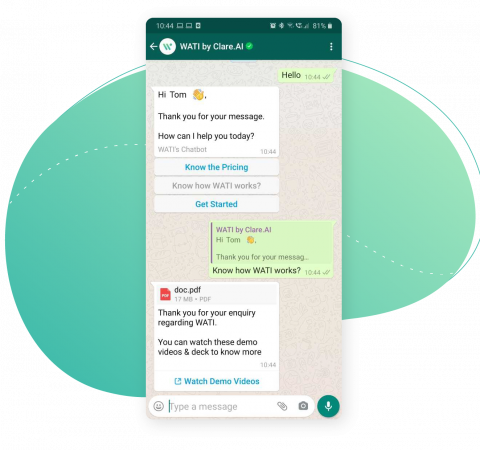 10:44
81%
WATI by Clare.AI
Hello 10:44
Hi Tom 👋,
Thank you for your message.
How can I help you today?
WATI's Chatbot 10:44
Know the Pricing
Know how WATI works?
Get Started
WATI by Clare.AI
Hi Tom 👋,
Thank you for your messag...
Know how WATI works? 10:44
doc.pdf
PDF
17 MB • PDF
Thank you for your enquiry
regarding WATI.
You can watch these demo
videos & deck to know more
10:44
Watch Demo Videos
Type a message